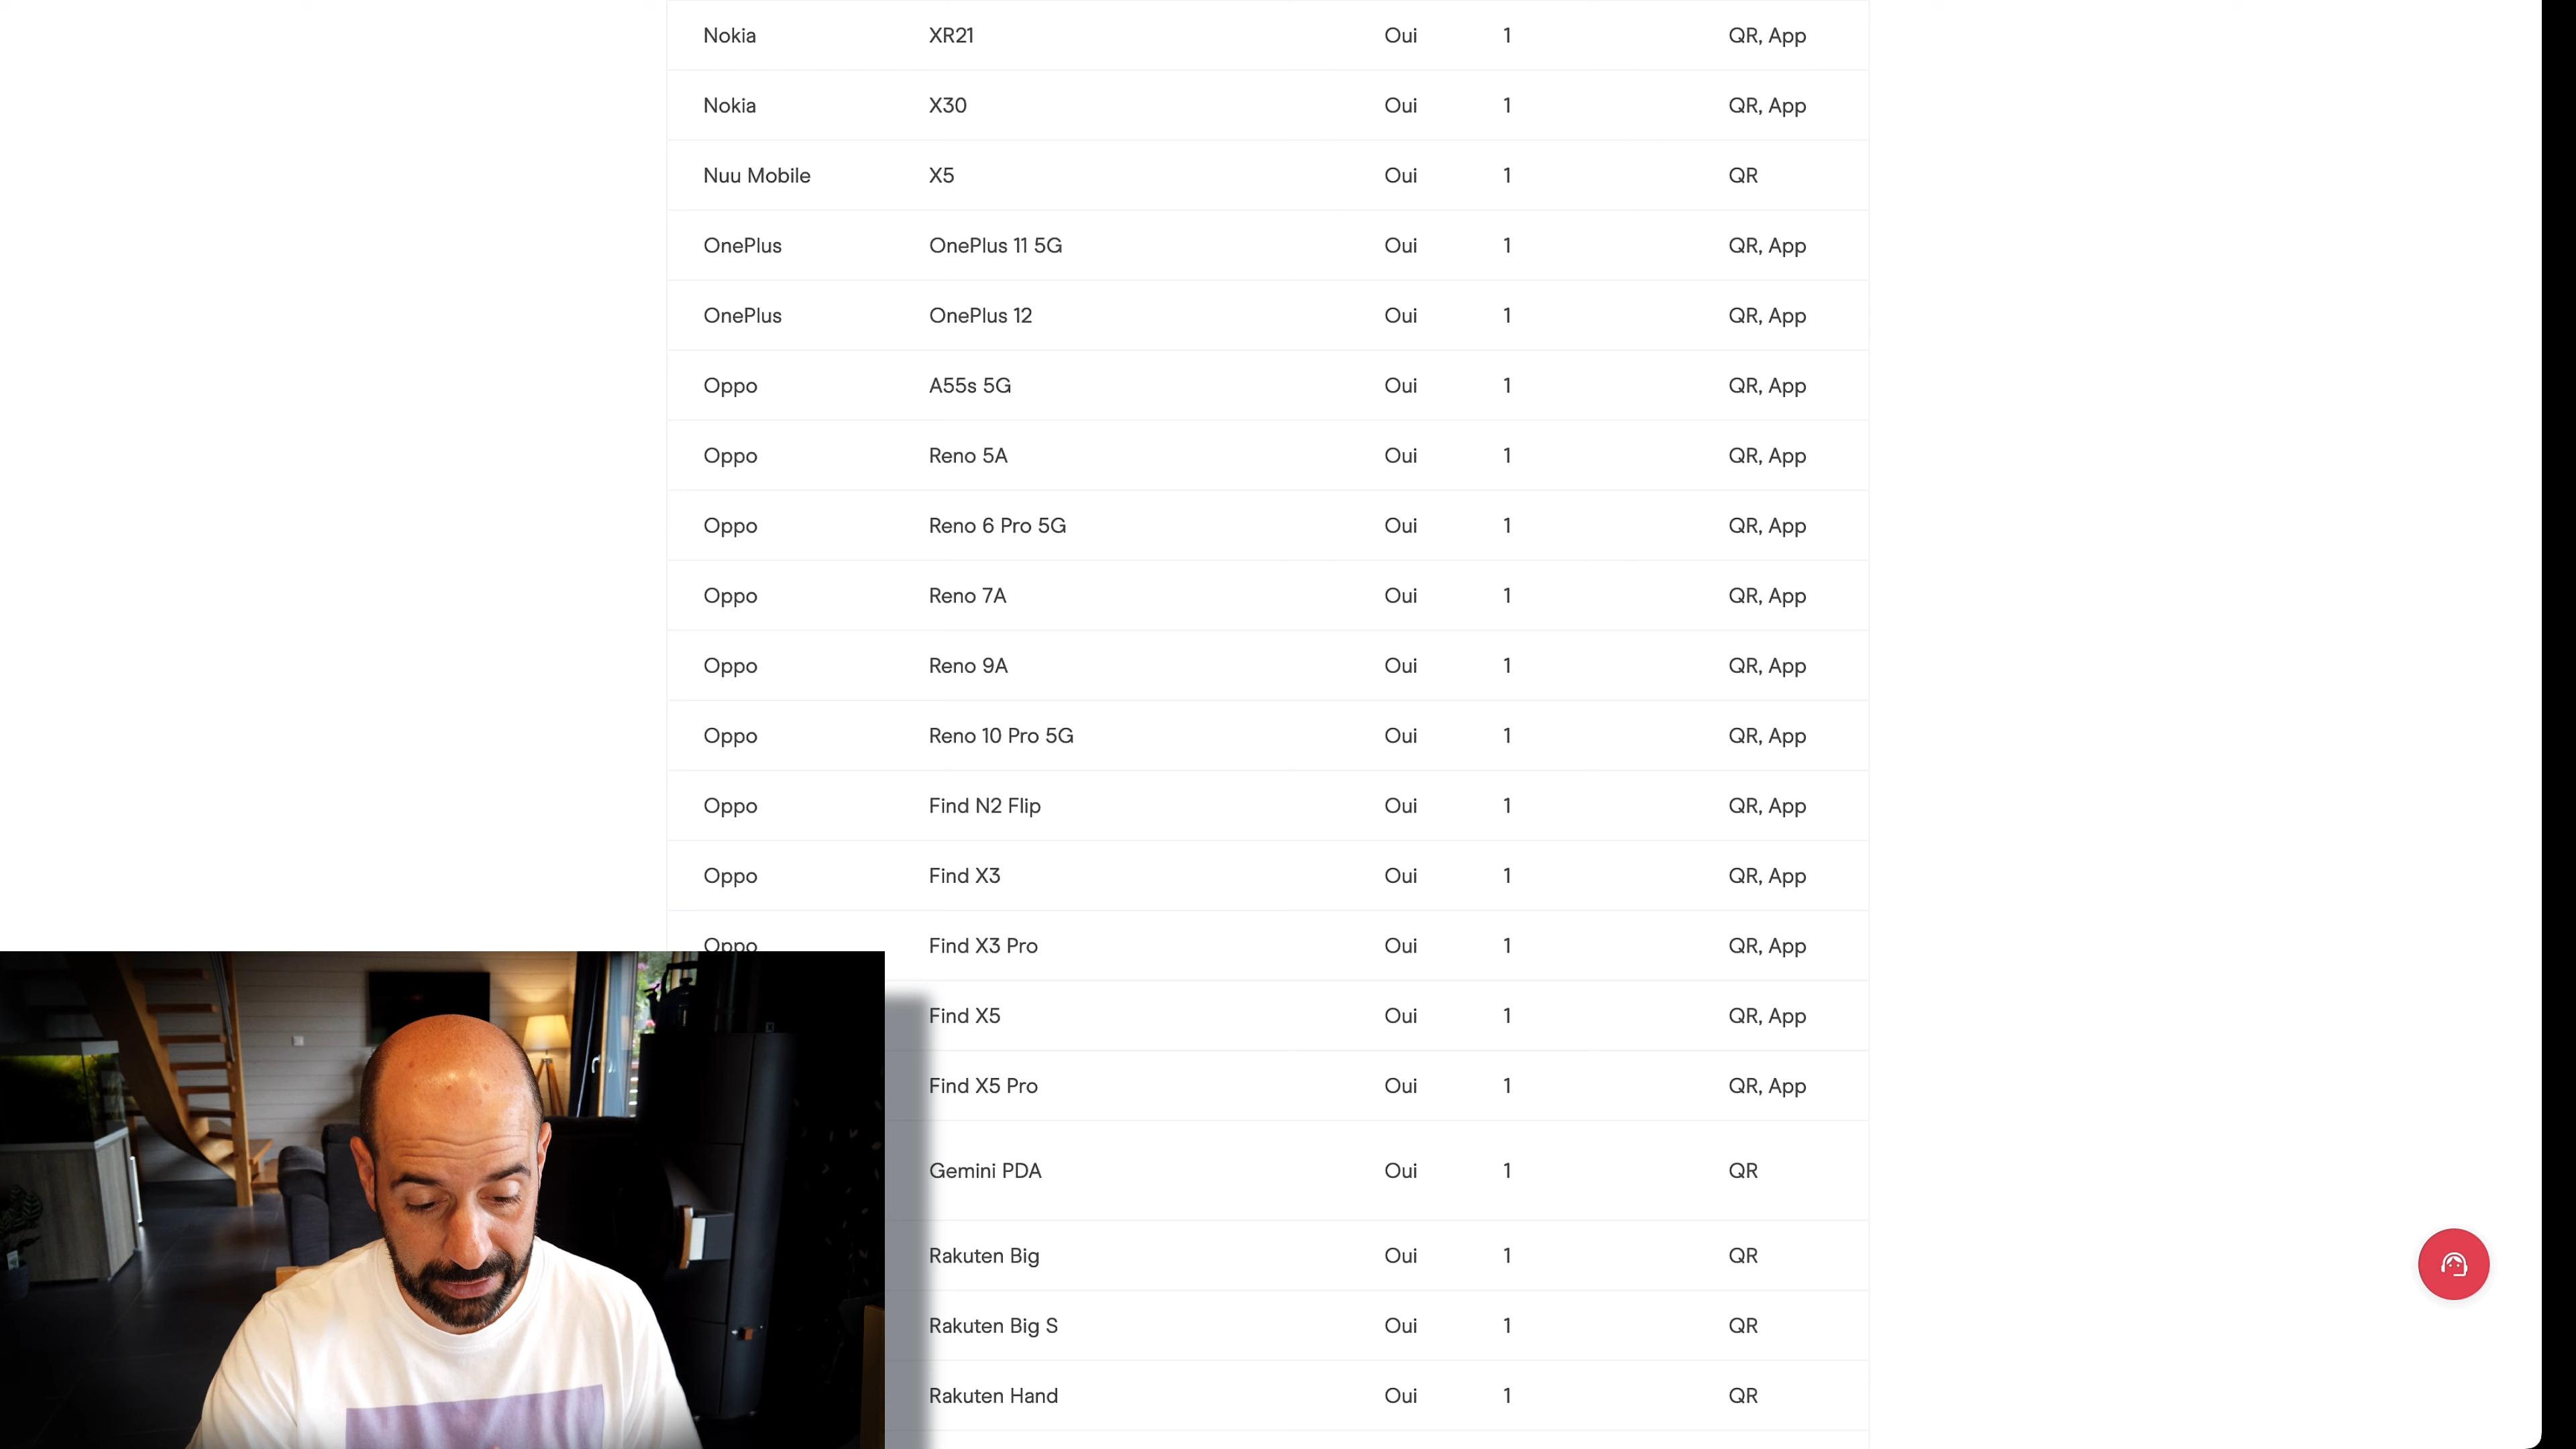 Nokia XR21 Oui 1 QR, App
Nokia X30 Oui 1 QR, App
Nuu Mobile X5 Oui 1 QR
OnePlus OnePlus 11 5G Oui 1 QR, App
OnePlus OnePlus 12 Oui 1 QR, App
Oppo A55s 5G Oui 1 QR, App
Oppo Reno 5A Oui 1 QR, App
Oppo Reno 6 Pro 5G Oui 1 QR, App
Oppo Reno 7A Oui 1 QR, App
Oppo Reno 9A Oui 1 QR, App
Oppo Reno 10 Pro 5G Oui 1 QR, App
Oppo Find N2 Flip Oui 1 QR, App
Oppo Find X3 Oui 1 QR, App
Oppo Find X3 Pro Oui 1 QR, App
Find X5 Oui 1 QR, App
Find X5 Pro Oui 1 QR, App
Gemini PDA Oui 1 QR
Rakuten Big Oui 1 QR
Rakuten Big S Oui 1 QR
Rakuten Hand Oui 1 QR